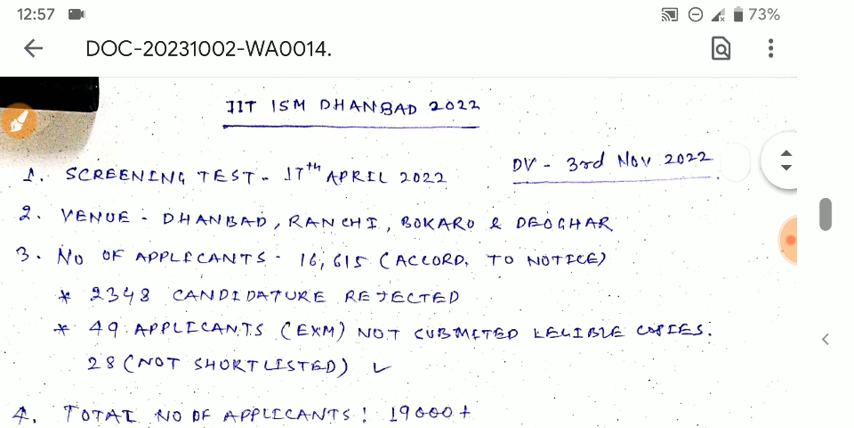 12:57 73%
DOC-20231002-WA0014.
IIT ISM DHANBAD 2022
DV - 3rd Nov 2022
1. SCREENING TEST - 17th APRIL 2022
2. VENUE - DHANBAD, RANCHI, BOKARO & DEOGHAR
3. NO OF APPLICANTS - 16,615 (ACCORD. TO NOTICE)
* 2348 CANDIDATURE REJECTED
* 49 APPLICANTS (EXM) NOT SUBMITED LEGIBLE COPIES.
28 (NOT SHORTLISTED) ✓
4. TOTAL NO OF APPLICANTS : 19000+